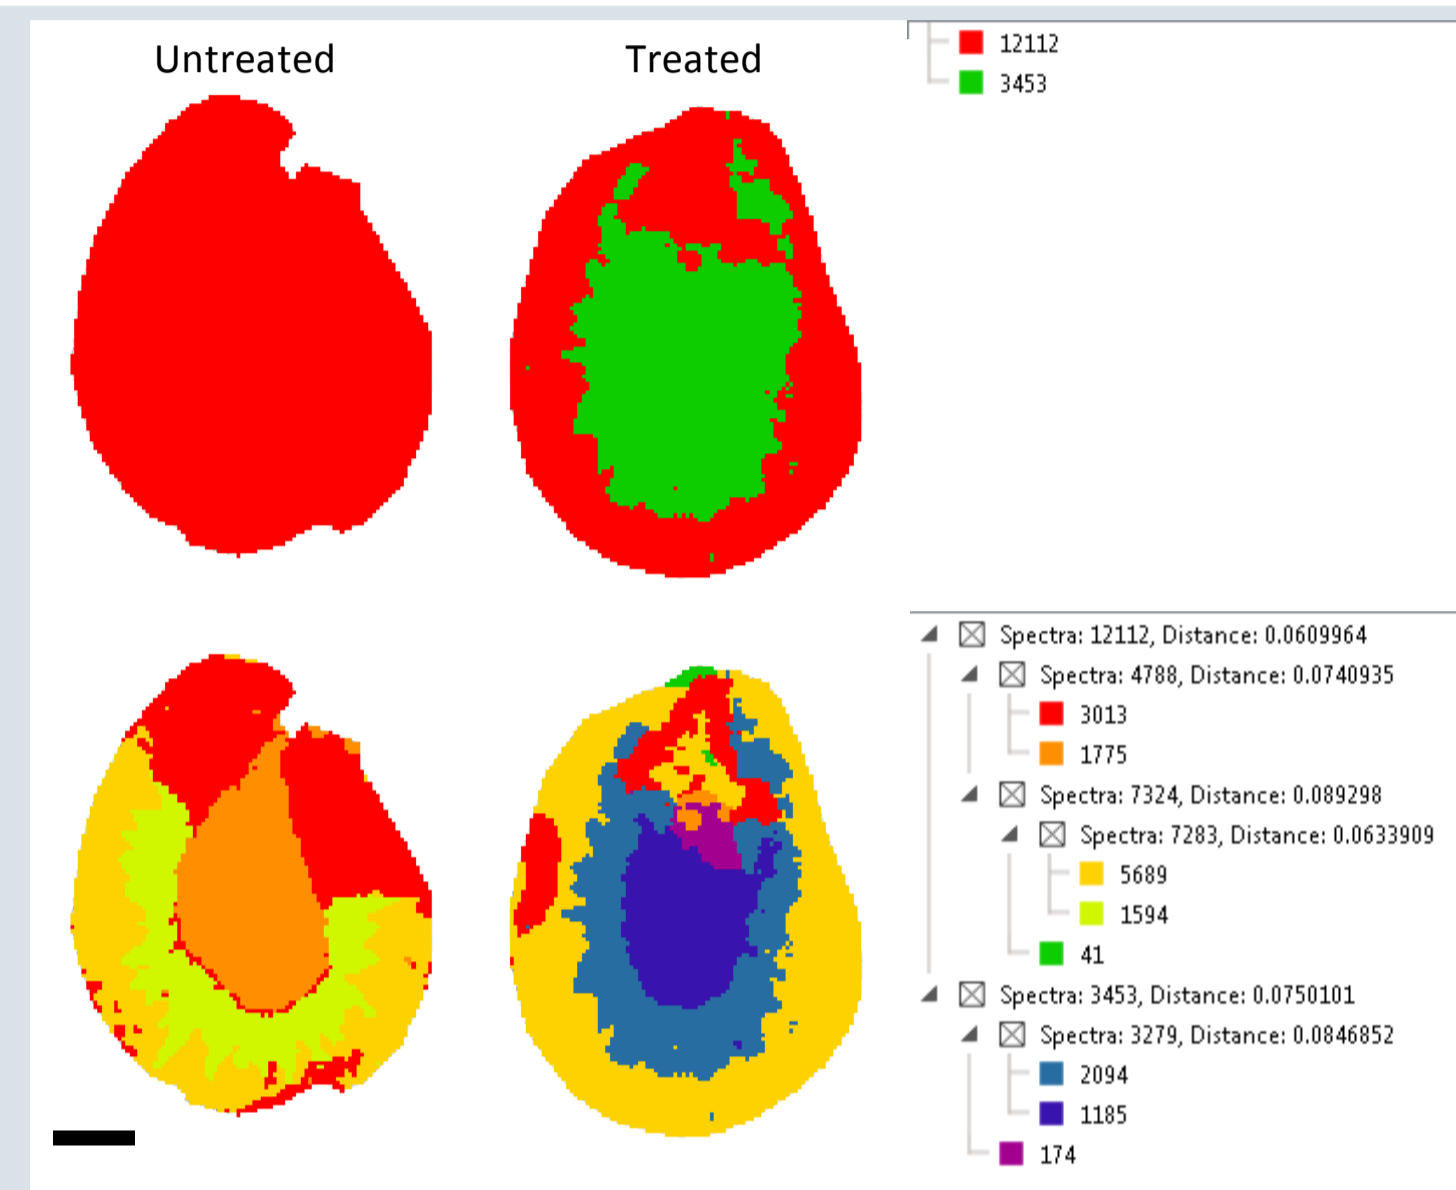 Untreated
Treated
12112
3453
Spectra: 12112, Distance: 0.0609964
Spectra: 4788, Distance: 0.0740935
3013
1775
Spectra: 7324, Distance: 0.089298
Spectra: 7283, Distance: 0.0633909
5689
1594
41
Spectra: 3453, Distance: 0.0750101
Spectra: 3279, Distance: 0.0846852
2094
1185
174